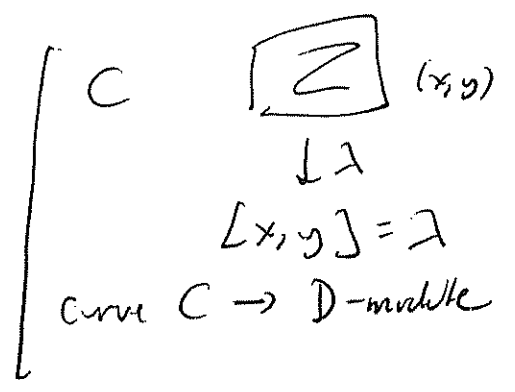 C Z (x, y)
↓ λ
[x, y] = λ
curve C → D-module